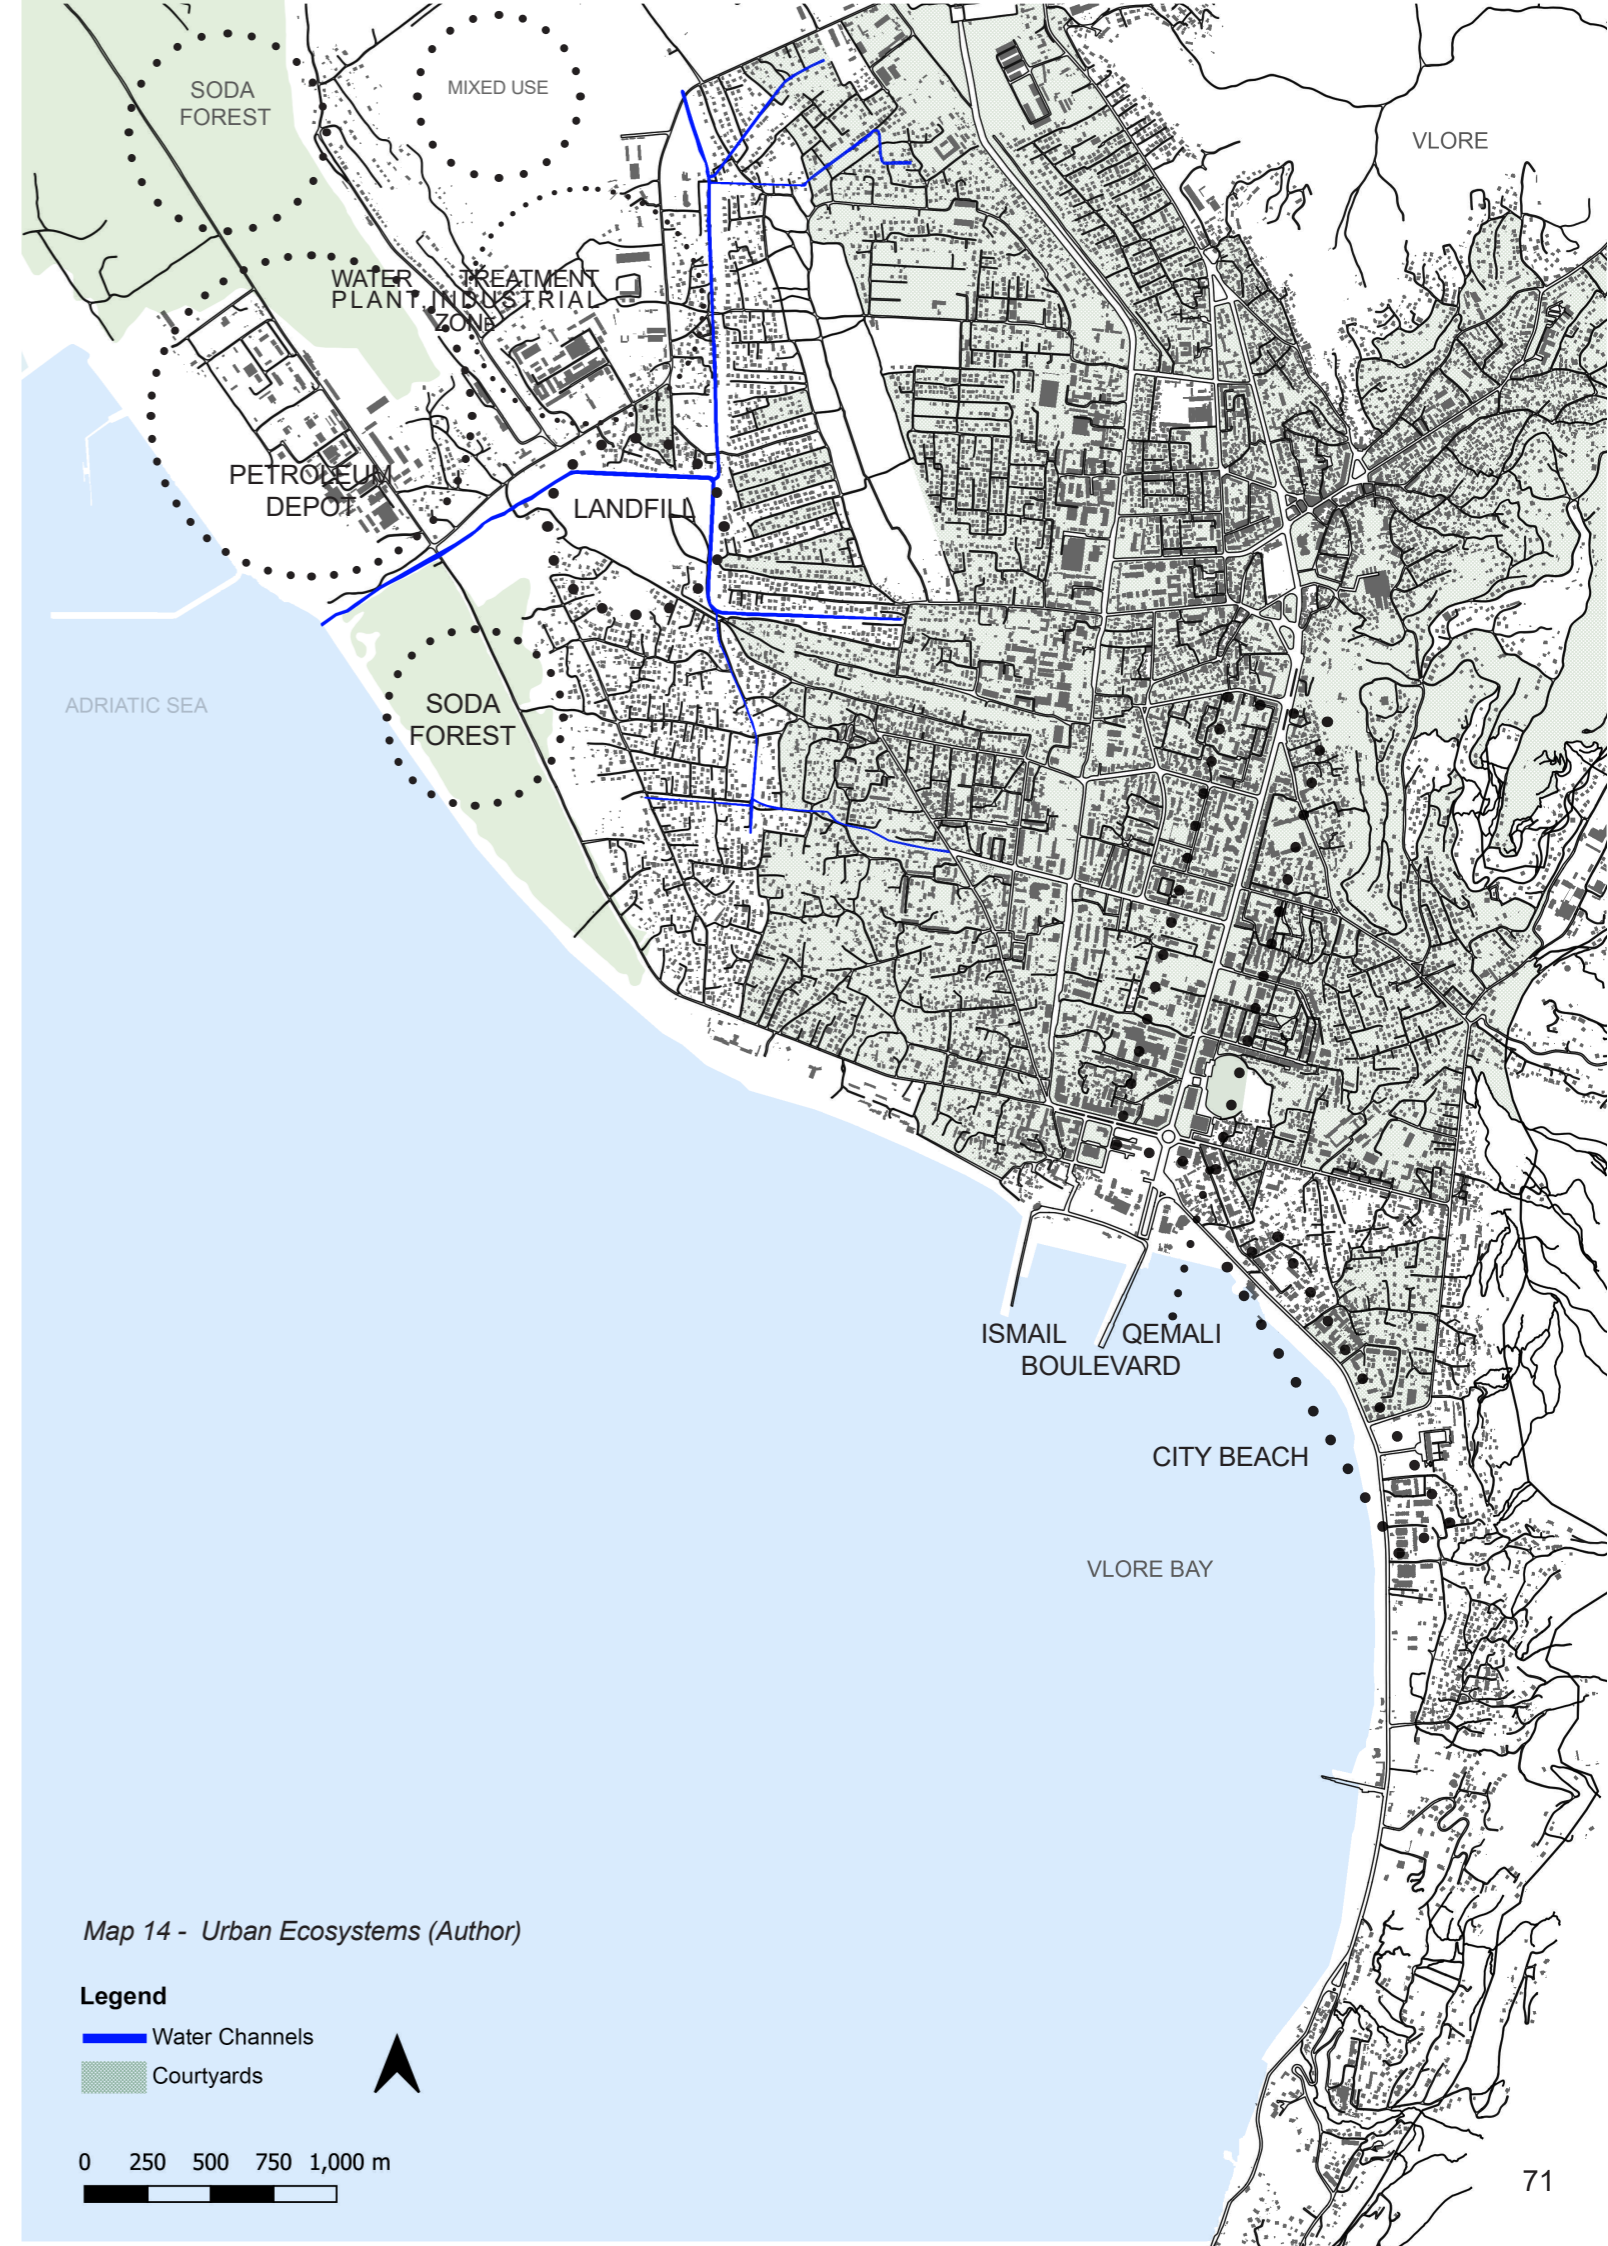 SODA
FOREST
MIXED USE
VLORE
WATER TREATMENT
PLANT INDUSTRIAL
ZONE
PETROLEUM
DEPOT
LANDFILL
ADRIATIC SEA
SODA
FOREST
ISMAIL QEMALI
BOULEVARD
CITY BEACH
VLORE BAY
Map 14 - Urban Ecosystems (Author)
Legend
Water Channels
Courtyards
0 250 500 750 1,000 m
71